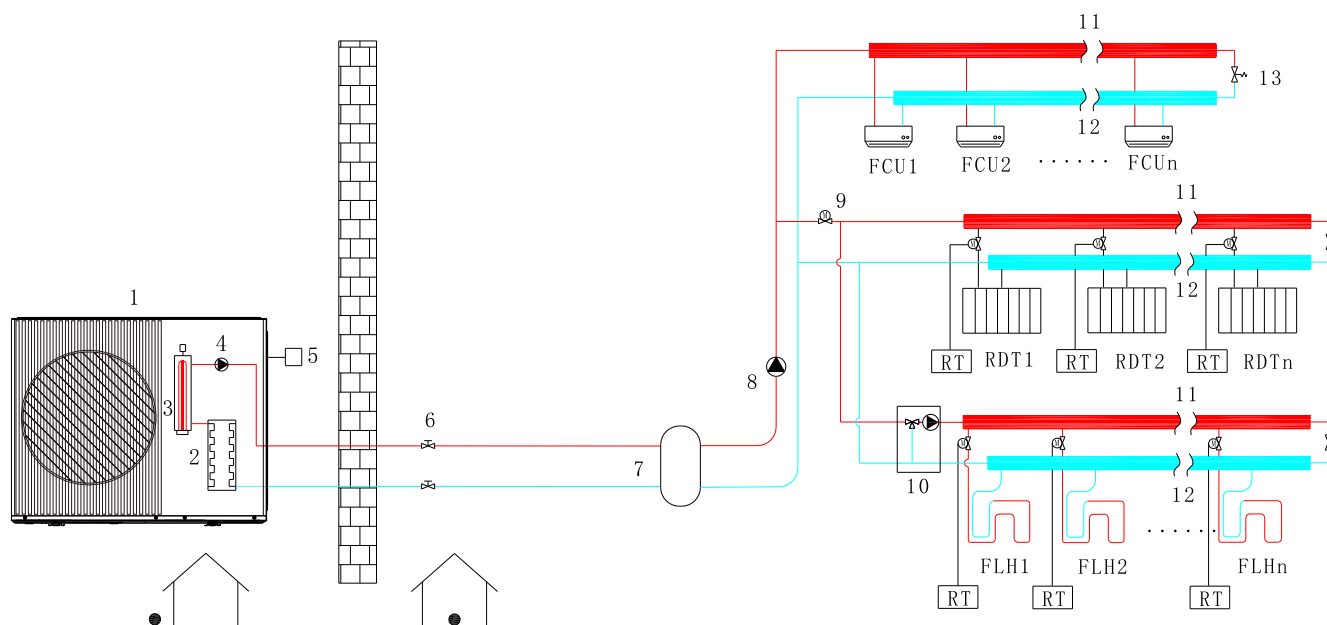 11
13
12
FCU1 FCU2 ...... FCUn
9
11
12
RT RDT1 RT RDT2 RT RDTn
1
4
5
3
2
6
7
8
11
10
12
......
FLH1 FLH2 FLHn
RT RT RT
M
M M M
M M M